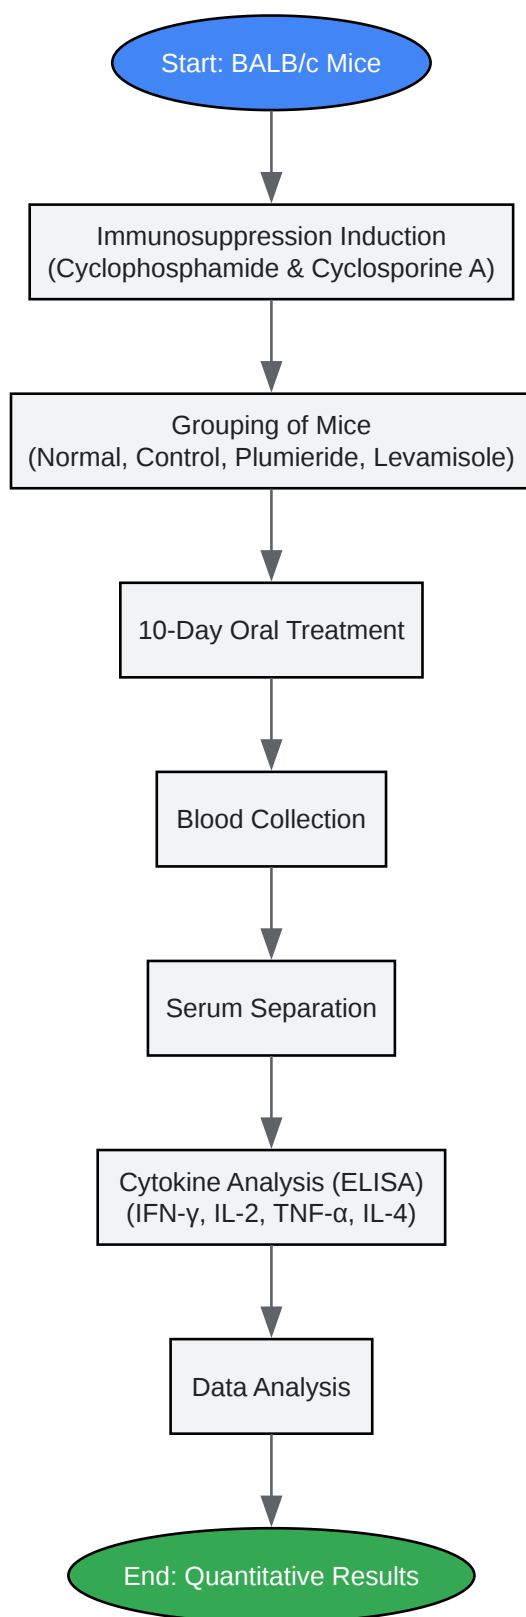 Start: BALB/c Mice
Immunosuppression Induction
(Cyclophosphamide & Cyclosporine A)
Grouping of Mice
(Normal, Control, Plumieride, Levamisole)
10-Day Oral Treatment
Blood Collection
Serum Separation
Cytokine Analysis (ELISA)
(IFN-γ, IL-2, TNF-α, IL-4)
Data Analysis
End: Quantitative Results